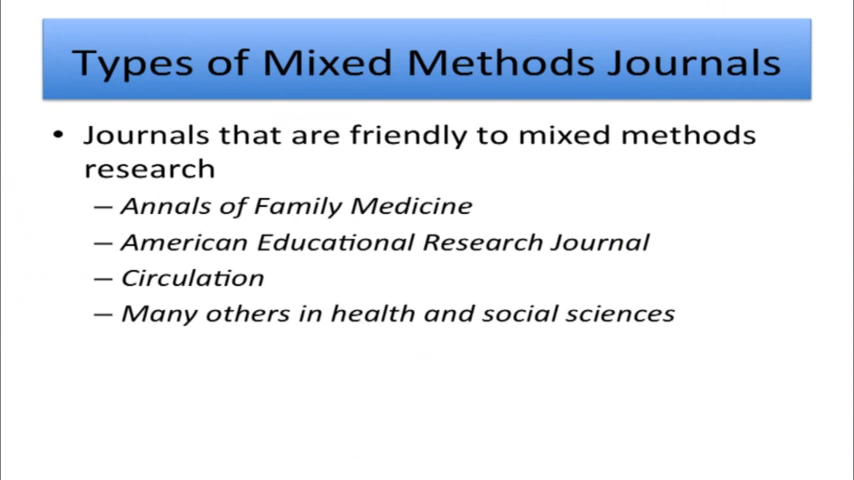 Types of Mixed Methods Journals
• Journals that are friendly to mixed methods
research
– Annals of Family Medicine
– American Educational Research Journal
– Circulation
– Many others in health and social sciences